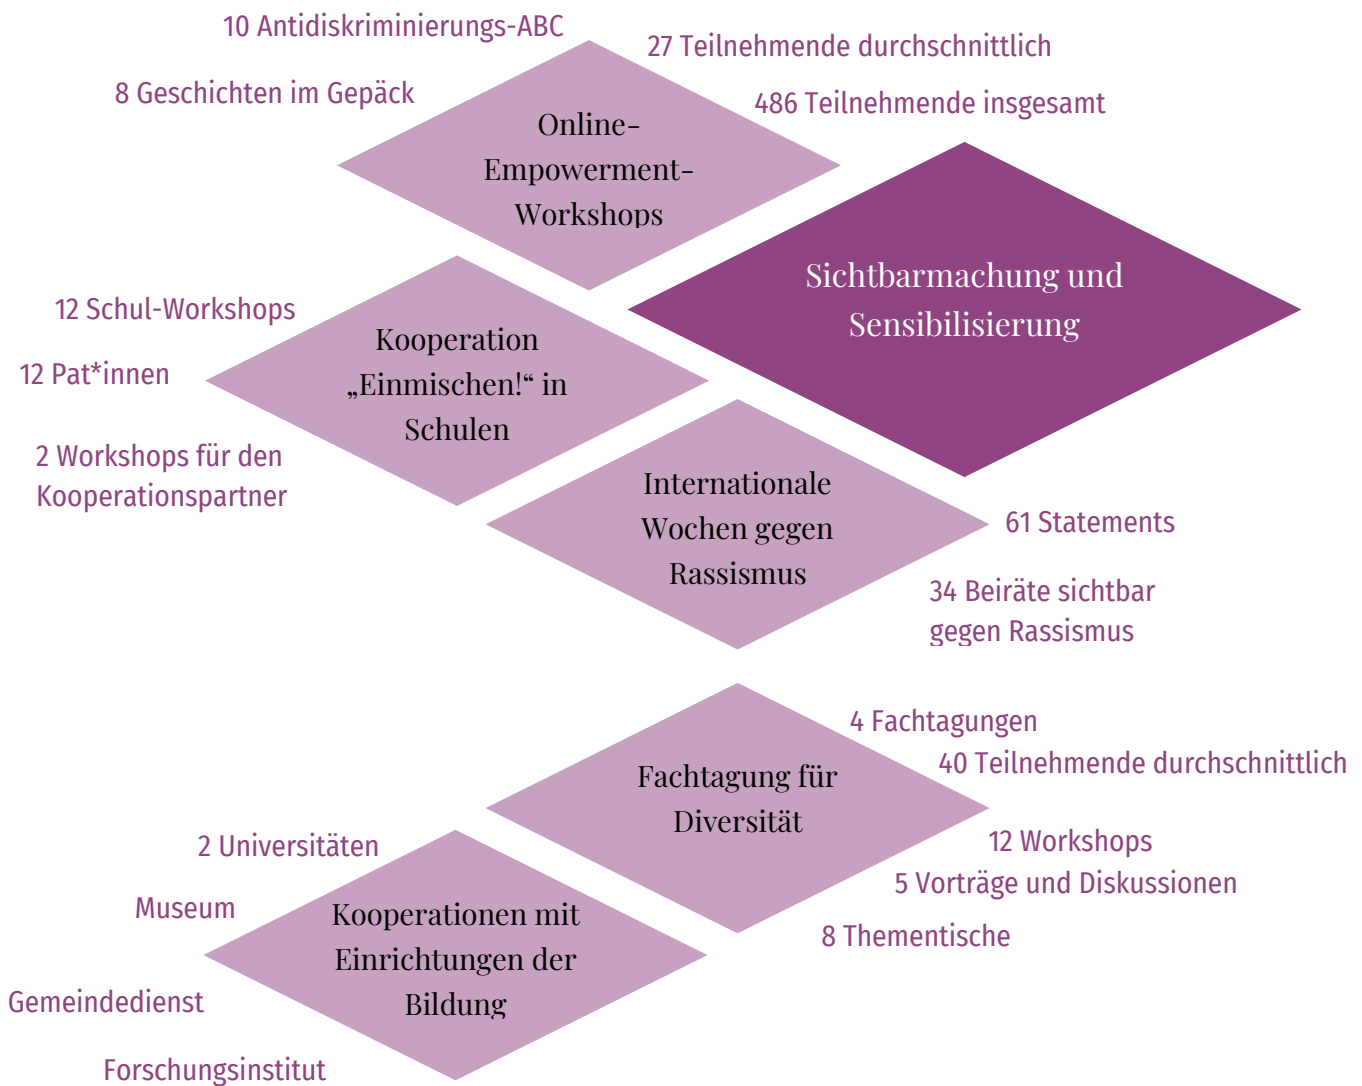 10 Antidiskriminierungs-ABC
27 Teilnehmende durchschnittlich
8 Geschichten im Gepäck
486 Teilnehmende insgesamt
Online-
Empowerment-
Workshops
Sichtbarmachung und
Sensibilisierung
12 Schul-Workshops
12 Pat*innen
2 Workshops für den
Kooperationspartner
Kooperation
„Einmischen!“ in
Schulen
Internationale
Wochen gegen
Rassismus
61 Statements
34 Beiräte sichtbar
gegen Rassismus
4 Fachtagungen
40 Teilnehmende durchschnittlich
Fachtagung für
Diversität
12 Workshops
5 Vorträge und Diskussionen
8 Thementische
2 Universitäten
Museum
Kooperationen mit
Einrichtungen der
Bildung
Gemeindedienst
Forschungsinstitut